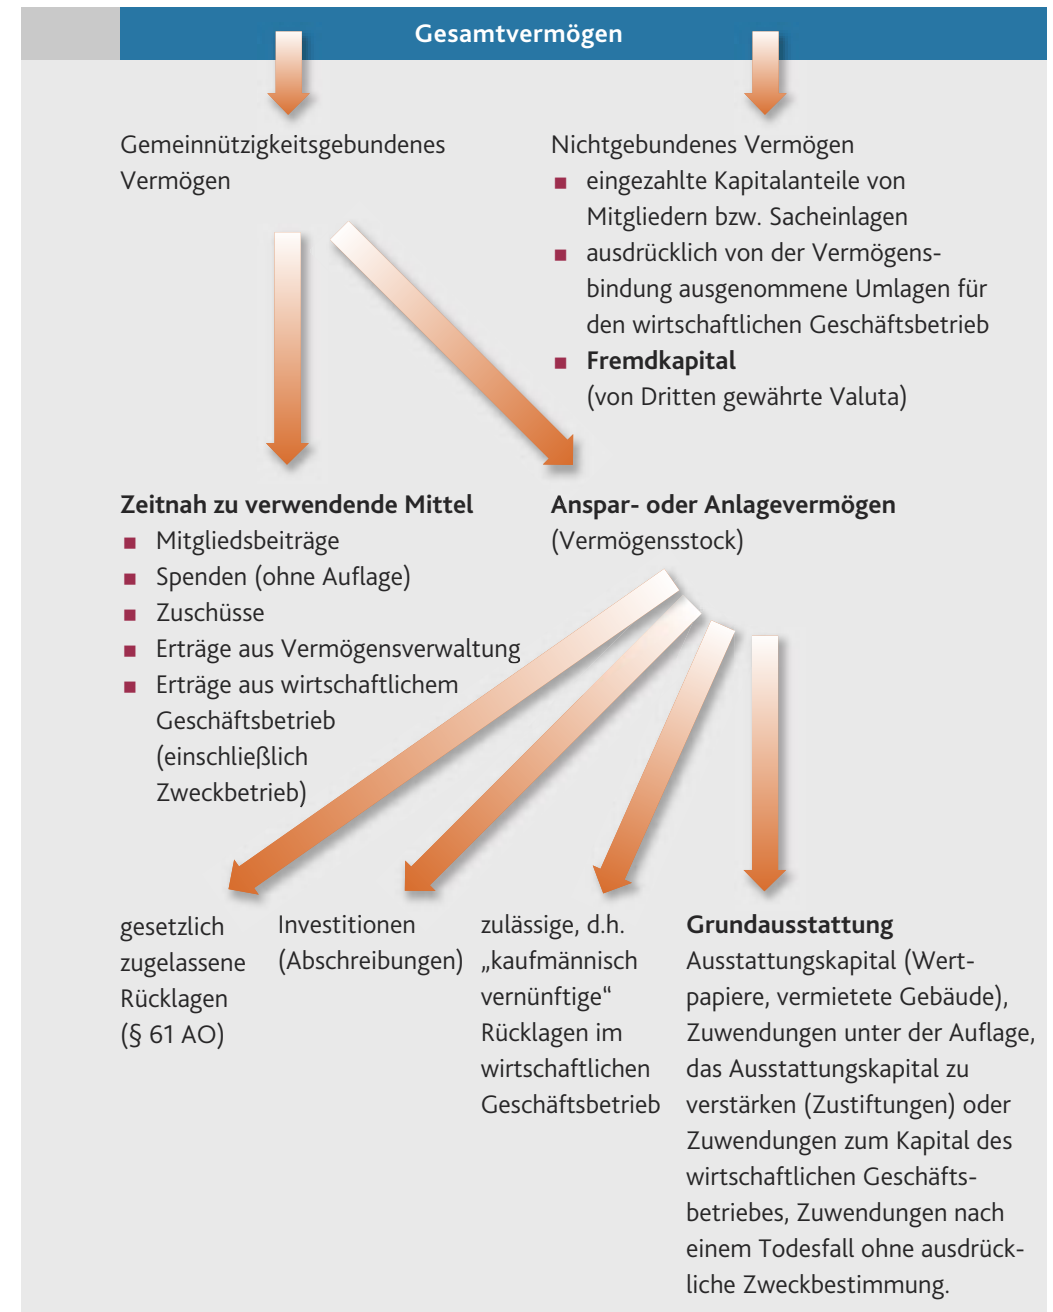 Gesamtvermögen
Gemeinnützigkeitsgebundenes
Vermögen
Nichtgebundenes Vermögen
■ eingezahlte Kapitalanteile von
Mitgliedern bzw. Sacheinlagen
■ ausdrücklich von der Vermögens-
bindung ausgenommene Umlagen für
den wirtschaftlichen Geschäftsbetrieb
■ Fremdkapital
(von Dritten gewährte Valuta)
Zeitnah zu verwendende Mittel
■ Mitgliedsbeiträge
■ Spenden (ohne Auflage)
■ Zuschüsse
■ Erträge aus Vermögensverwaltung
■ Erträge aus wirtschaftlichem
Geschäftsbetrieb
(einschließlich
Zweckbetrieb)
Anspar- oder Anlagevermögen
(Vermögensstock)
gesetzlich
zugelassene
Rücklagen
(§ 61 AO)
Investitionen
(Abschreibungen)
zulässige, d.h.
„kaufmännisch
vernünftige“
Rücklagen im
wirtschaftlichen
Geschäftsbetrieb
Grundausstattung
Ausstattungskapital (Wert-
papiere, vermietete Gebäude),
Zuwendungen unter der Auflage,
das Ausstattungskapital zu
verstärken (Zustiftungen) oder
Zuwendungen zum Kapital des
wirtschaftlichen Geschäfts-
betriebes, Zuwendungen nach
einem Todesfall ohne ausdrück-
liche Zweckbestimmung.